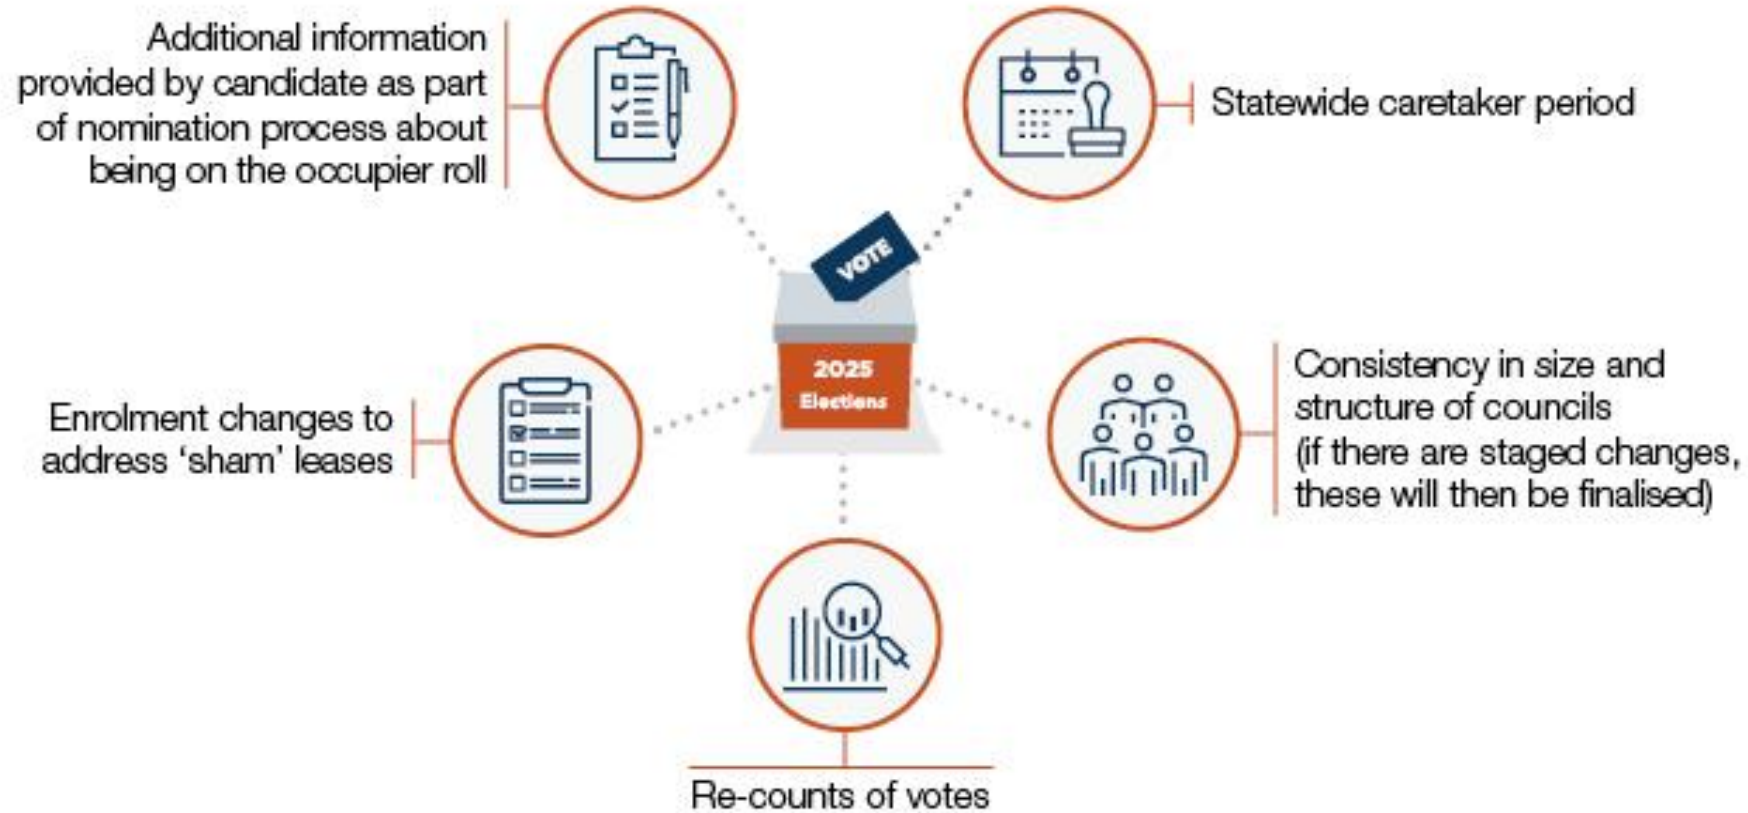 Additional information
provided by candidate as part
of nomination process about
being on the occupier roll
Statewide caretaker period
VOTE
2025
Elections
Enrolment changes to
address ‘sham’ leases
Consistency in size and
structure of councils
(if there are staged changes,
these will then be finalised)
Re-counts of votes